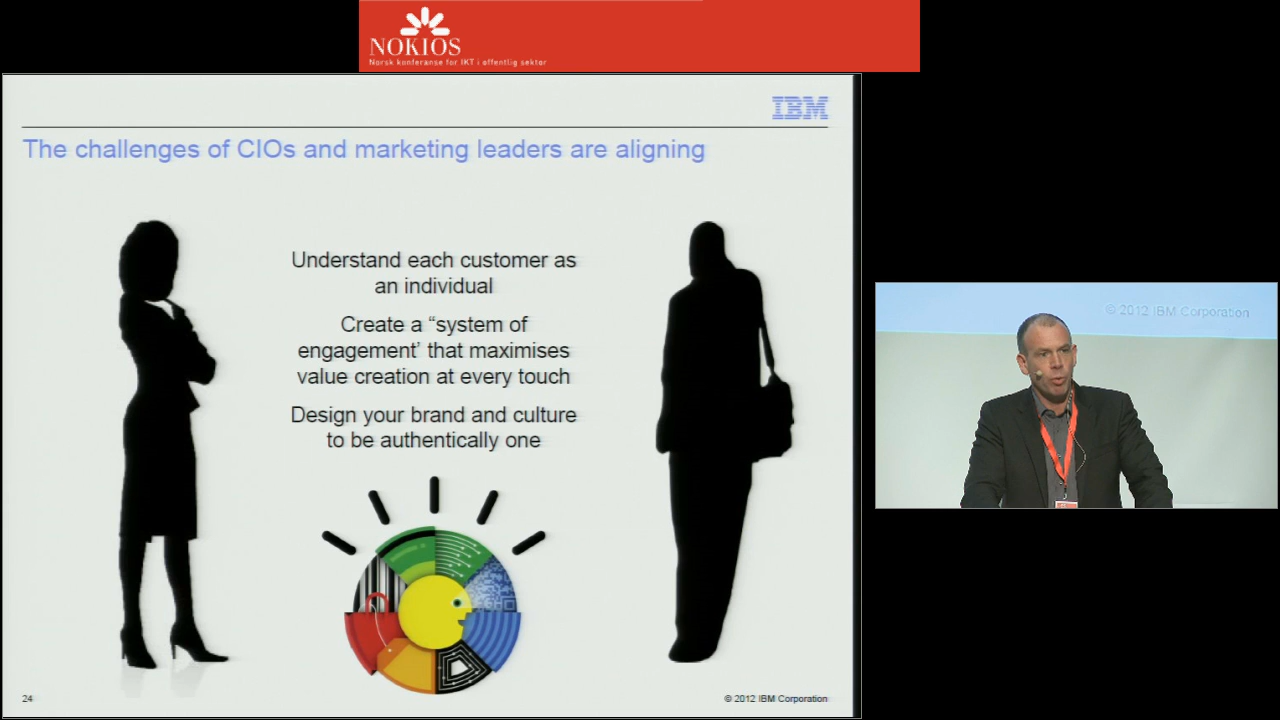 NOKIOS
Norsk konferanse for IKT i offentlig sektor
IBM
The challenges of CIOs and marketing leaders are aligning
Understand each customer as
an individual
Create a “system of
engagement’ that maximises
value creation at every touch
Design your brand and culture
to be authentically one
24
© 2012 IBM Corporation
© 2012 IBM Corporation